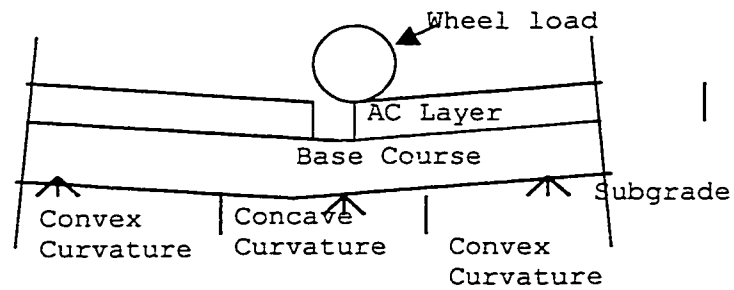 Wheel load
AC Layer
Base Course
Subgrade
Convex
Curvature
Concave
Curvature
Convex
Curvature